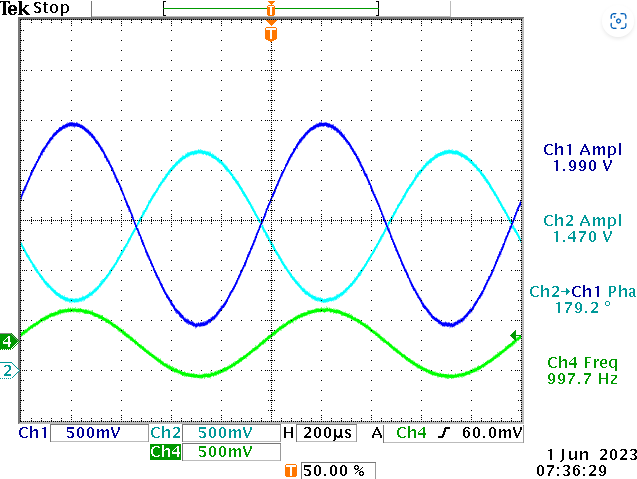 Tek Stop
T
T
Ch1 Ampl
1.990 V
Ch2 Ampl
1.470 V
Ch2→Ch1 Pha
179.2 °
4
2
Ch4 Freq
997.7 Hz
Ch1 500mV Ch2 500mV H 200µs A Ch4 60.0mV
Ch4 500mV
T 50.00 %
1 Jun 2023
07:36:29